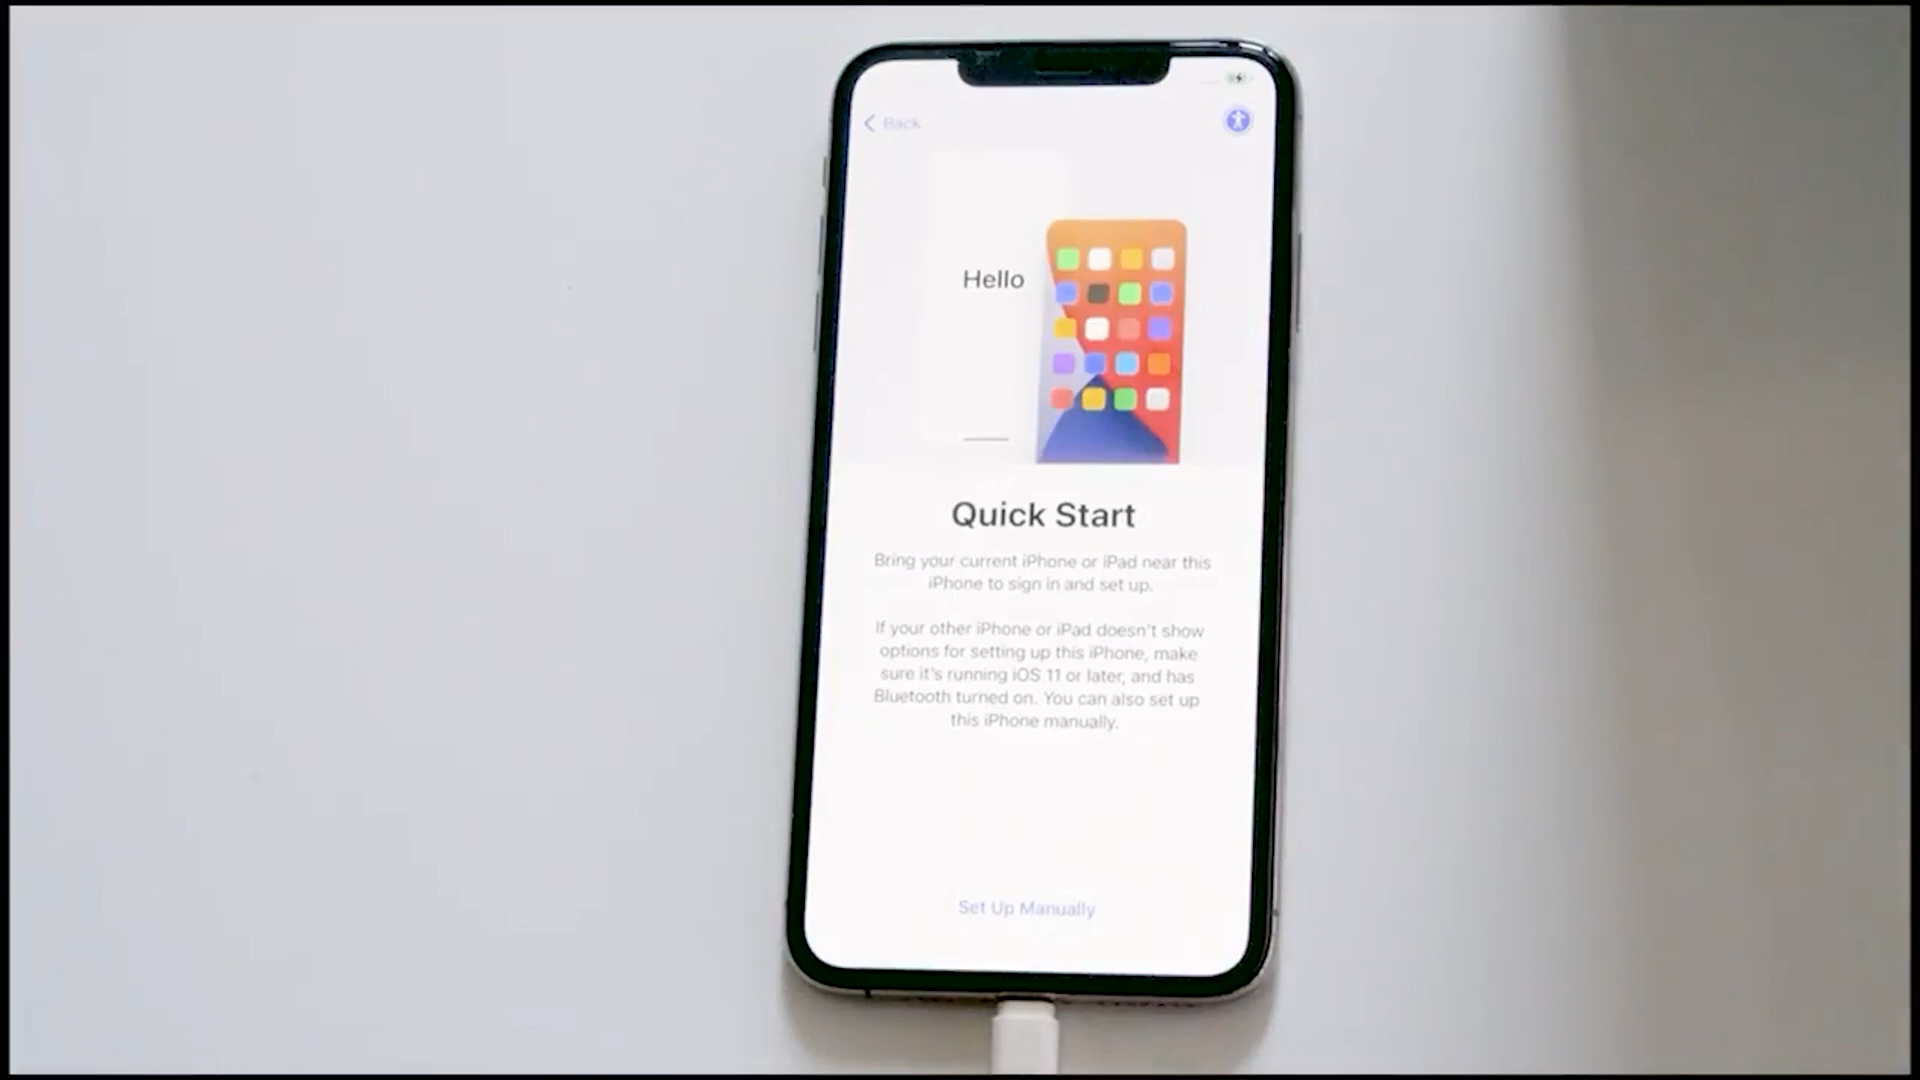 Back
Hello
Quick Start
Bring your current iPhone or iPad near this
iPhone to sign in and set up.
If your other iPhone or iPad doesn't show
options for setting up this iPhone, make
sure it's running iOS 11 or later, and has
Bluetooth turned on. You can also set up
this iPhone manually.
Set Up Manually